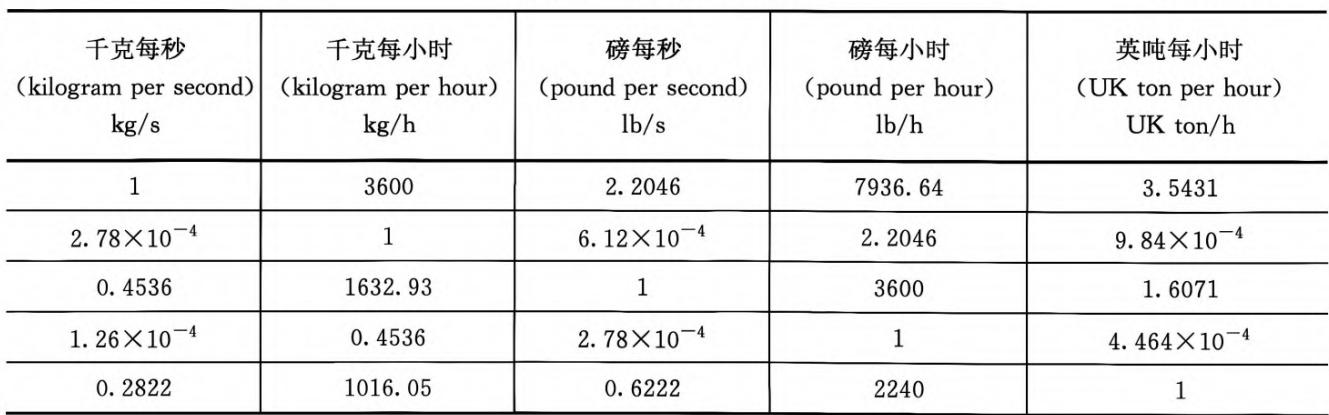 千克每秒 千克每小时 磅每秒 磅每小时 英吨每小时
(kilogram per second) (kilogram per hour) (pound per second) (pound per hour) (UK ton per hour)
kg/s kg/h lb/s lb/h UK ton/h
1 3600 2.2046 7936.64 3.5431
2.78×10⁻⁴ 1 6.12×10⁻⁴ 2.2046 9.84×10⁻⁴
0.4536 1632.93 1 3600 1.6071
1.26×10⁻⁴ 0.4536 2.78×10⁻⁴ 1 4.464×10⁻⁴
0.2822 1016.05 0.6222 2240 1